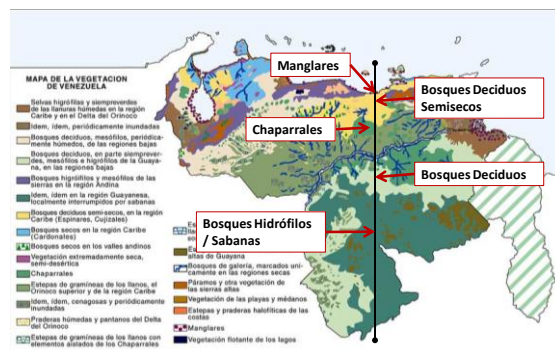 MAPA DE LA VEGETACION
DE VENEZUELA
Selvas higrófilas y siempreverdes
de las llanuras húmedas en la región
Caribe y en el Delta del Orinoco
Idem, ídem, periódicamente inundadas
Bosques deciduos, mesófilos, periódica-
mente húmedos, de las regiones bajas
Bosques deciduos, en parte siemprever-
des, mesófilos e higrófilos de la Guaya-
na, en las regiones bajas
Bosques higrófilos y mesófilos de las
sierras en la región Andina
Idem, ídem en la región Guayanesa,
localmente interrumpidos por sabanas
Bosques deciduos semi-secos, en la región
Caribe (Espinares, Cujizales)
Bosques secos en la región Caribe
(Cardonales)
Bosques secos en los valles andinos
Vegetación extremadamente seca,
semi-desértica
Chaparrales
Estepas de gramíneas de los llanos, el
Orinoco superior y de la región Caribe
Idem, ídem, cenagosas y periódicamente
inundadas
Praderas húmedas y pantanos del Delta
del Orinoco
Estepas de gramíneas de los llanos con
elementos aislados de los Chaparrales
altas de Guayana
Bosques de galería, marcados uni-
camente en las regiones secas
Páramos y otra vegetación de
las sierras altas
Vegetación de las playas y médanos
Estepas y praderas halofíticas de las
costas
Manglares
Vegetación flotante de los lagos
Manglares
Bosques Deciduos
Semisecos
Chaparrales
Bosques Deciduos
Bosques Hidrófilos
/ Sabanas